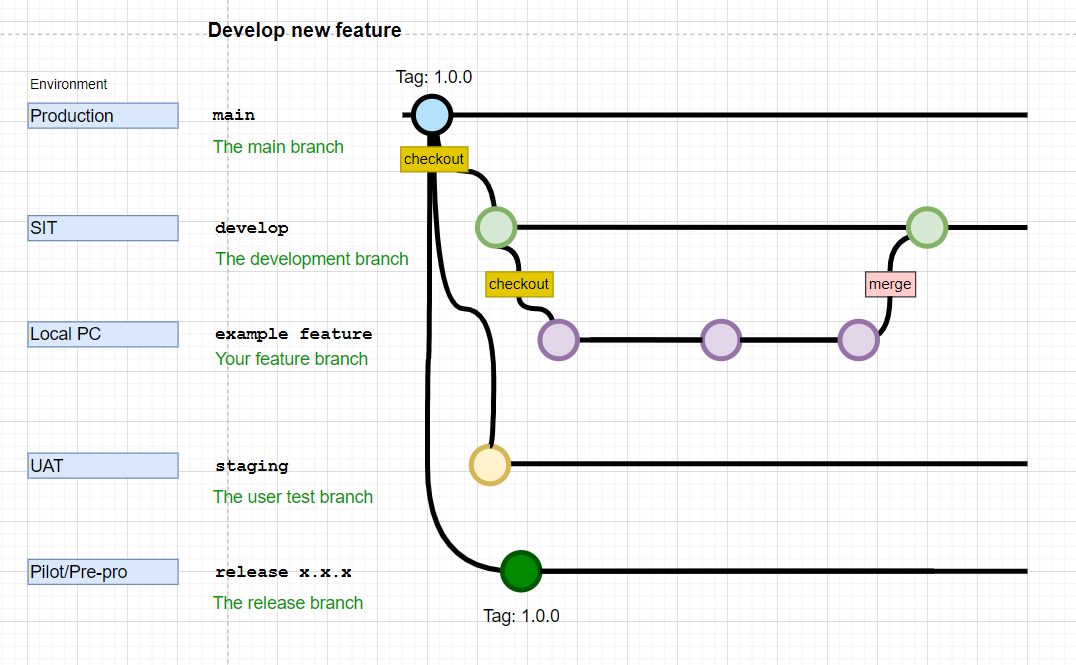 Develop new feature
Tag: 1.0.0
Environment
Production
main
The main branch
checkout
SIT
develop
The development branch
checkout
merge
Local PC
example feature
Your feature branch
UAT
staging
The user test branch
Pilot/Pre-pro
release x.x.x
The release branch
Tag: 1.0.0